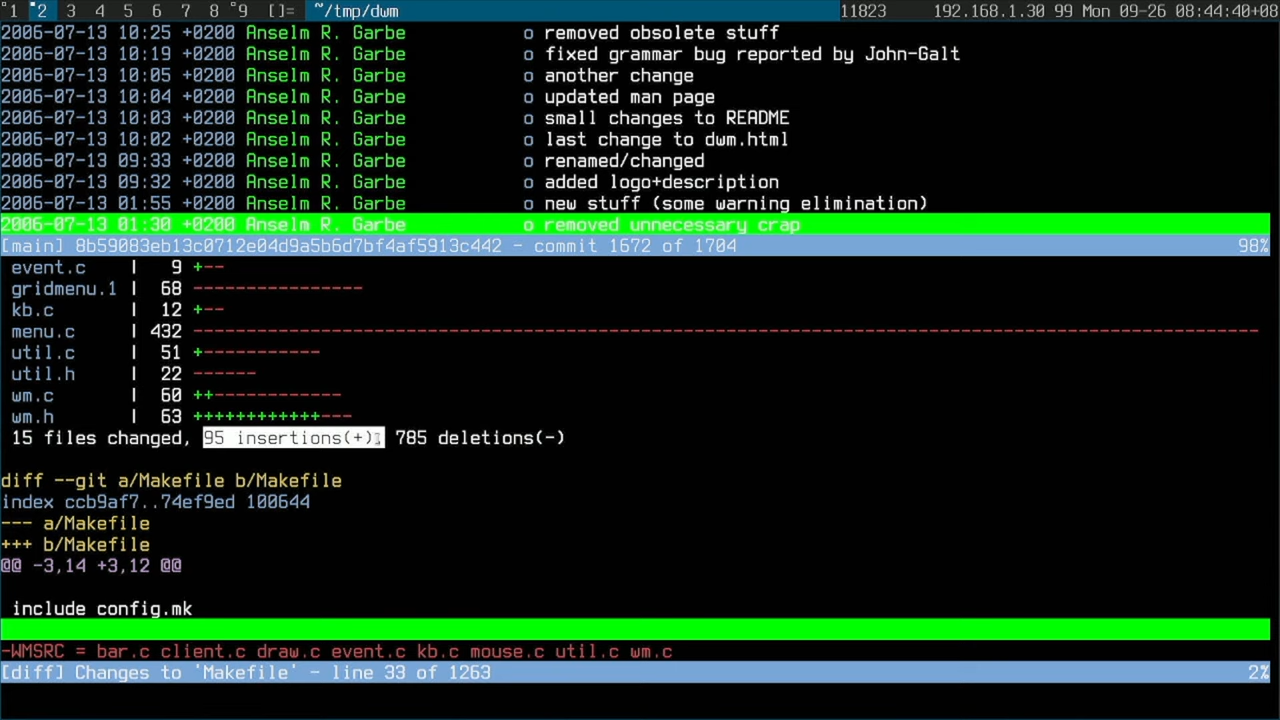 1 2 3 4 5 6 7 8 9 []= ~/tmp/dwm 11823 192.168.1.30 99 Mon 09-26 08:44:40+08
2006-07-13 10:25 +0200 Anselm R. Garbe o removed obsolete stuff
2006-07-13 10:19 +0200 Anselm R. Garbe o fixed grammar bug reported by John-Galt
2006-07-13 10:05 +0200 Anselm R. Garbe o another change
2006-07-13 10:04 +0200 Anselm R. Garbe o updated man page
2006-07-13 10:03 +0200 Anselm R. Garbe o small changes to README
2006-07-13 10:02 +0200 Anselm R. Garbe o last change to dwm.html
2006-07-13 09:33 +0200 Anselm R. Garbe o renamed/changed
2006-07-13 09:32 +0200 Anselm R. Garbe o added logo+description
2006-07-13 01:55 +0200 Anselm R. Garbe o new stuff (some warning elimination)
2006-07-13 01:30 +0200 Anselm R. Garbe o removed unnecessary crap
[main] 8b59083eb13c0712e04d9a5b6d7bf4af5913c442 - commit 1672 of 1704 98%
event.c | 9 +--
gridmenu.1 | 68 ----------------
kb.c | 12 +--
menu.c | 432 ----------------------------------------------------------------------------------------------------
util.c | 51 +-----------
util.h | 22 ------
wm.c | 60 ++------------
wm.h | 63 ++++++++++++---
15 files changed, 95 insertions(+), 785 deletions(-)
diff --git a/Makefile b/Makefile
index ccb9af7..74ef9ed 100644
--- a/Makefile
+++ b/Makefile
@@ -3,14 +3,12 @@
include config.mk
-WMSRC = bar.c client.c draw.c event.c kb.c mouse.c util.c wm.c
[diff] Changes to 'Makefile' - line 33 of 1263 2%